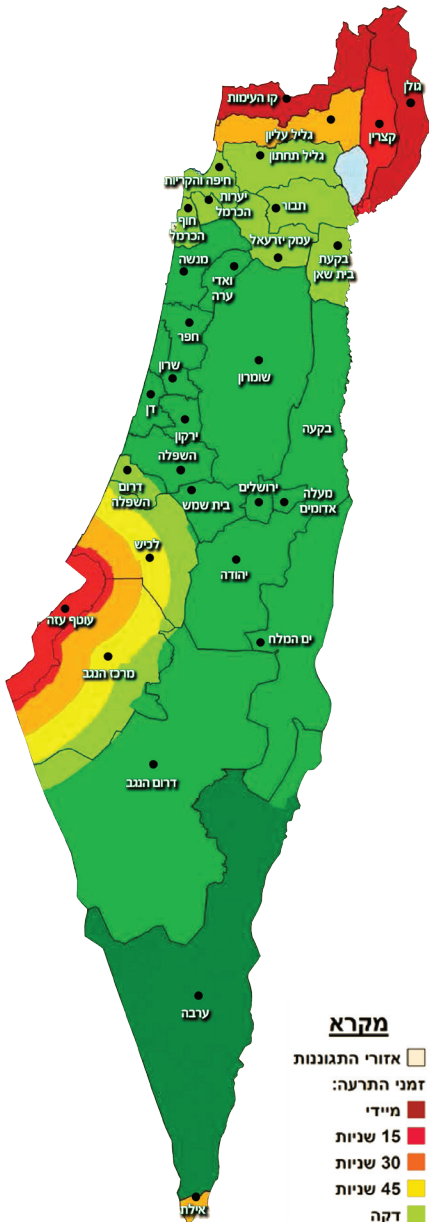 גולן
קו העימות
קצרין
גליל עליון
גליל תחתון
חיפה והקריות
יערות
הכרמל
חוף
הכרמל
תבור
עמק יזרעאל
בקעת
בית שאן
מנשה
ואדי
ערה
חפר
שומרון
שרון
דן
ירקון
בקעה
השפלה
דרום
השפלה
בית שמש
ירושלים
מעלה
אדומים
לכיש
יהודה
עוטף עזה
ים המלח
מרכז הנגב
דרום הנגב
ערבה
אילת
מקרא
אזורי התגוננות
זמני התרעה:
מיידי
15 שניות
30 שניות
45 שניות
דקה